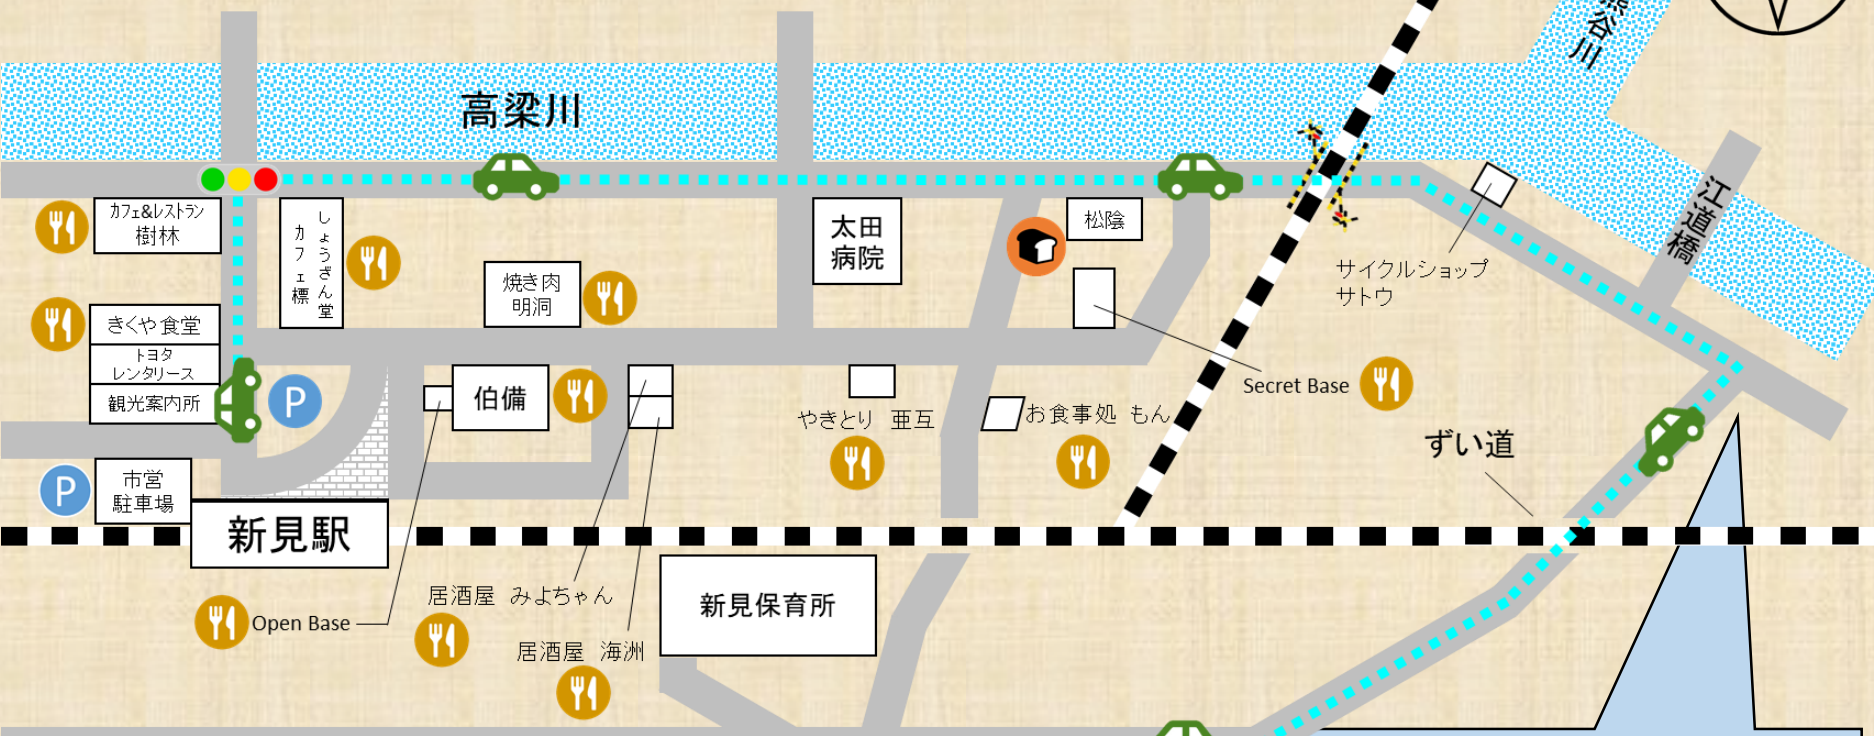 熊谷川
高梁川
江道橋
ｶﾌｪ&ﾚｽﾄﾗﾝ
樹林
しょうざん堂
カフェ標
太田
病院
松陰
サイクルショップ
サトウ
焼き肉
明洞
きくや食堂
トヨタ
レンタリース
観光案内所
P
伯備
Secret Base
やきとり 亜互
お食事処 もん
ずい道
P
市営
駐車場
新見駅
居酒屋 みよちゃん
新見保育所
Open Base
居酒屋 海洲